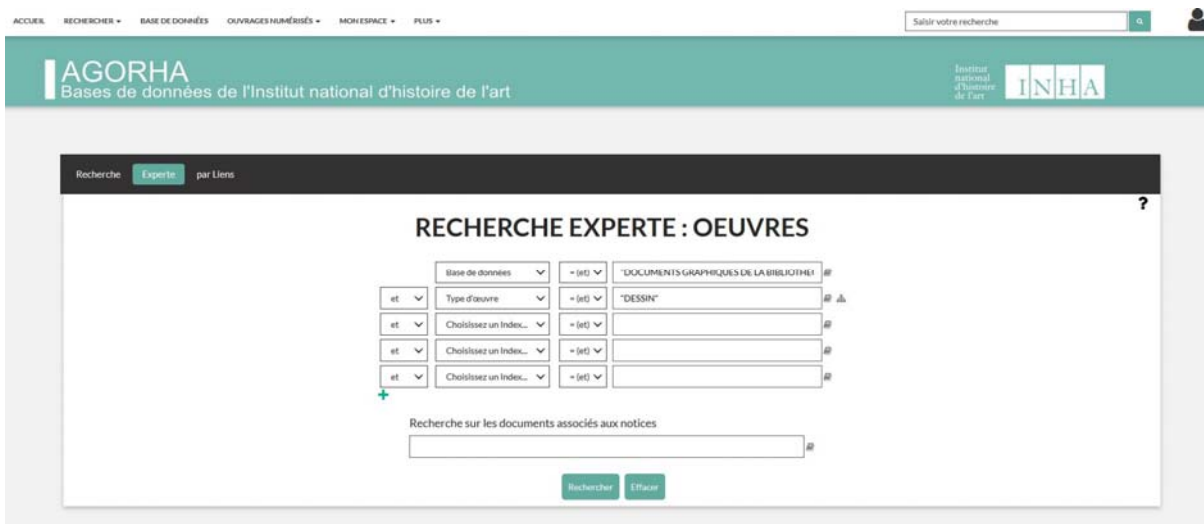 ACCUEIL RECHERCHER BASE DE DONNÉES OUVRAGES NUMÉRISÉS MON ESPACE PLUS Saisir votre recherche
AGORHA
Bases de données de l'Institut national d'histoire de l'art
Institut
national
d'histoire
de l'art
INHA
Recherche Experte par Liens
?
RECHERCHE EXPERTE : OEUVRES
Base de données = (et) "DOCUMENTS GRAPHIQUES DE LA BIBLIOTHE
et Type d'œuvre = (et) "DESSIN"
et Choisissez un Index... = (et)
et Choisissez un Index... = (et)
et Choisissez un Index... = (et)
+
Recherche sur les documents associés aux notices
Rechercher Effacer